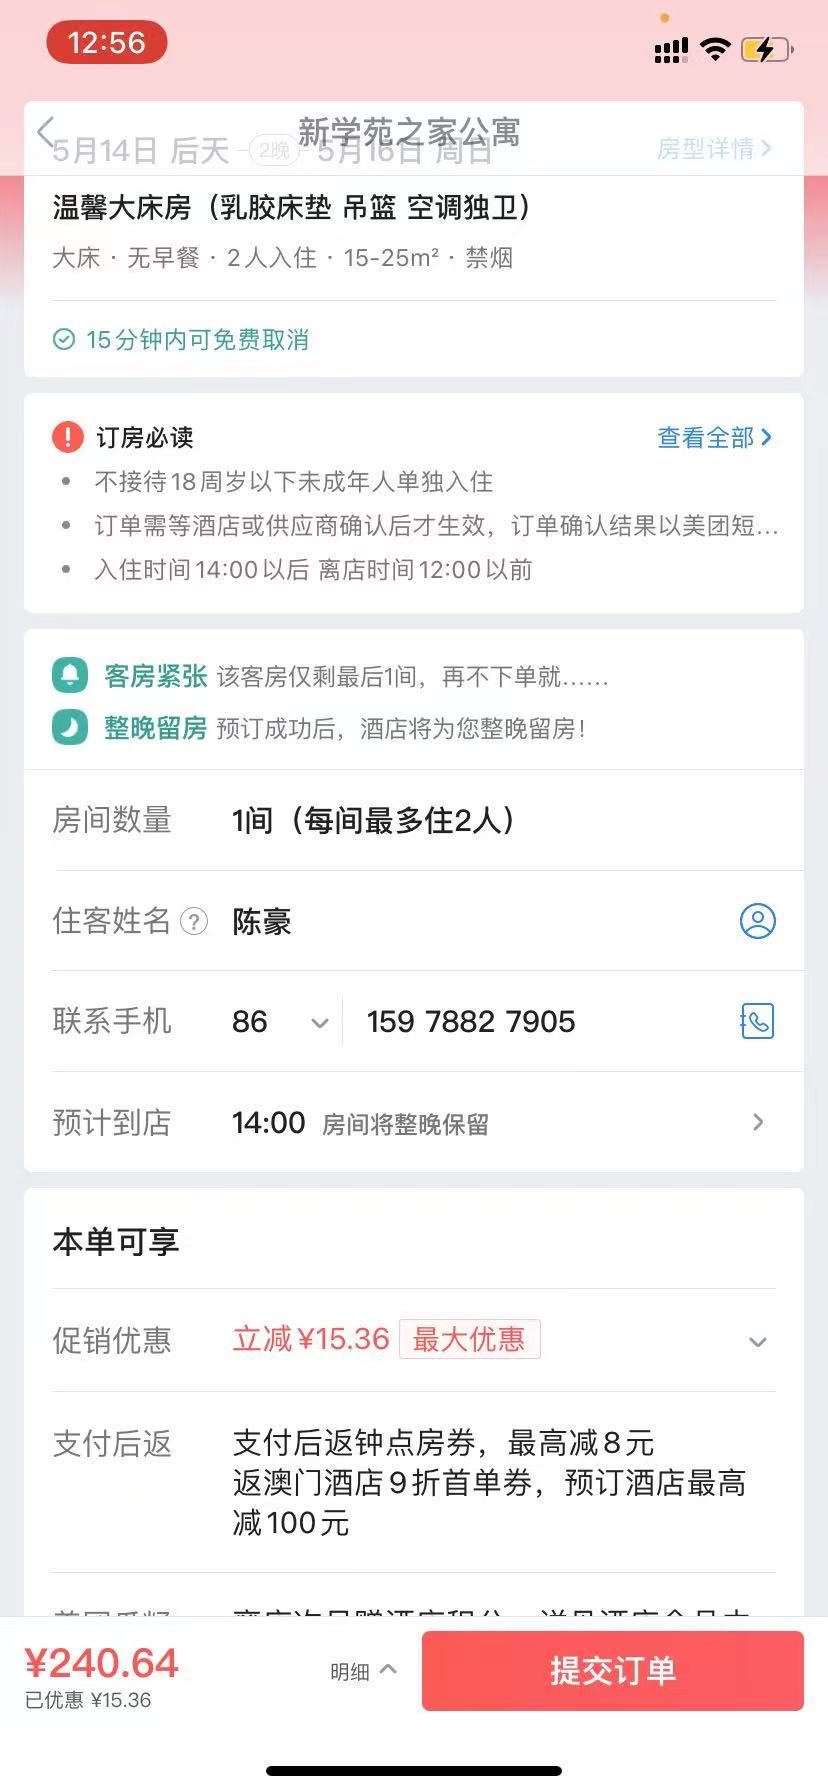 12:56
新学苑之家公寓
5月14日 后天 2晚 5月16日 周日 房型详情
温馨大床房（乳胶床垫 吊篮 空调独卫）
大床 · 无早餐 · 2人入住 · 15-25m² · 禁烟
15分钟内可免费取消
订房必读 查看全部
不接待18周岁以下未成年人单独入住
订单需等酒店或供应商确认后才生效，订单确认结果以美团短...
入住时间14:00以后 离店时间12:00以前
客房紧张 该客房仅剩最后1间，再不下单就......
整晚留房 预订成功后，酒店将为您整晚留房！
房间数量 1间（每间最多住2人）
住客姓名 ? 陈豪
联系手机 86 159 7882 7905
预计到店 14:00 房间将整晚保留
本单可享
促销优惠 立减¥15.36 最大优惠
支付后返 支付后返钟点房券，最高减8元
返澳门酒店9折首单券，预订酒店最高
减100元
¥240.64 明细 提交订单
已优惠 ¥15.36